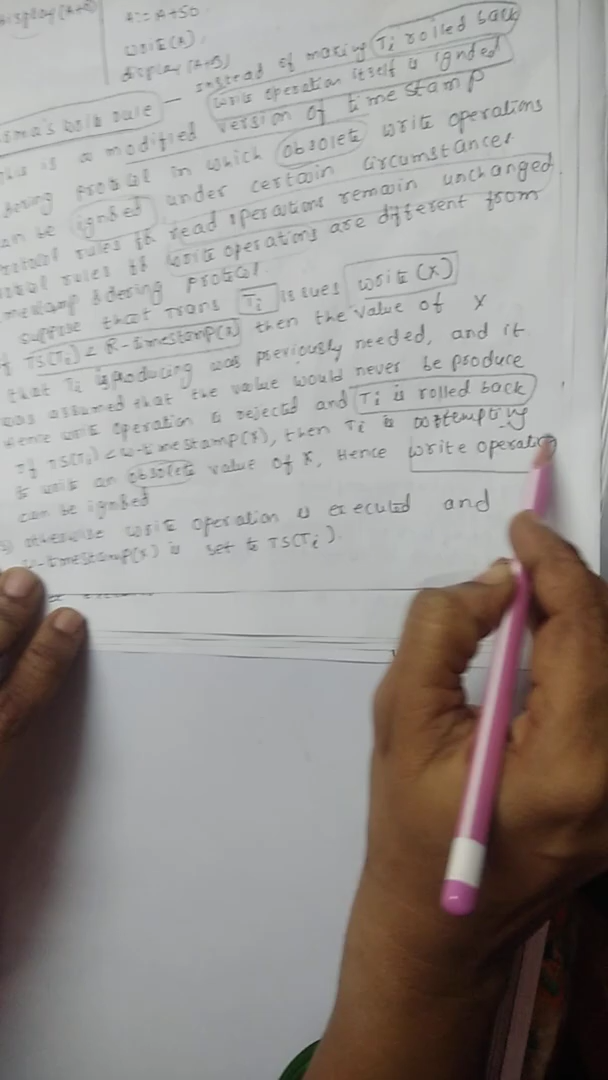 display (A+B)
A:= A+50
write(A).
display (A+B)
write rule — instead of making Ti rolled back
write operation itself is ignored
This is a modified version of time stamp
protocol in which obsolete write operations
can be ignored under certain circumstances
protocol rules for read operations remain unchanged
rules of write operations are different from
ordering protocol
suppose that Trans Ti issues write (x)
If TS(Ti) < R-timestamp(x) then the value of x
that Ti is producing was previously needed, and it
was assumed that the value would never be produce
Hence write operation is rejected and Ti is rolled back
If TS(Ti) < w-timestamp(x), then Ti is attempting
to write an obsolete value of x, Hence write operation
can be ignored
otherwise write operation is executed and
w-timestamp(x) is set to TS(Ti).